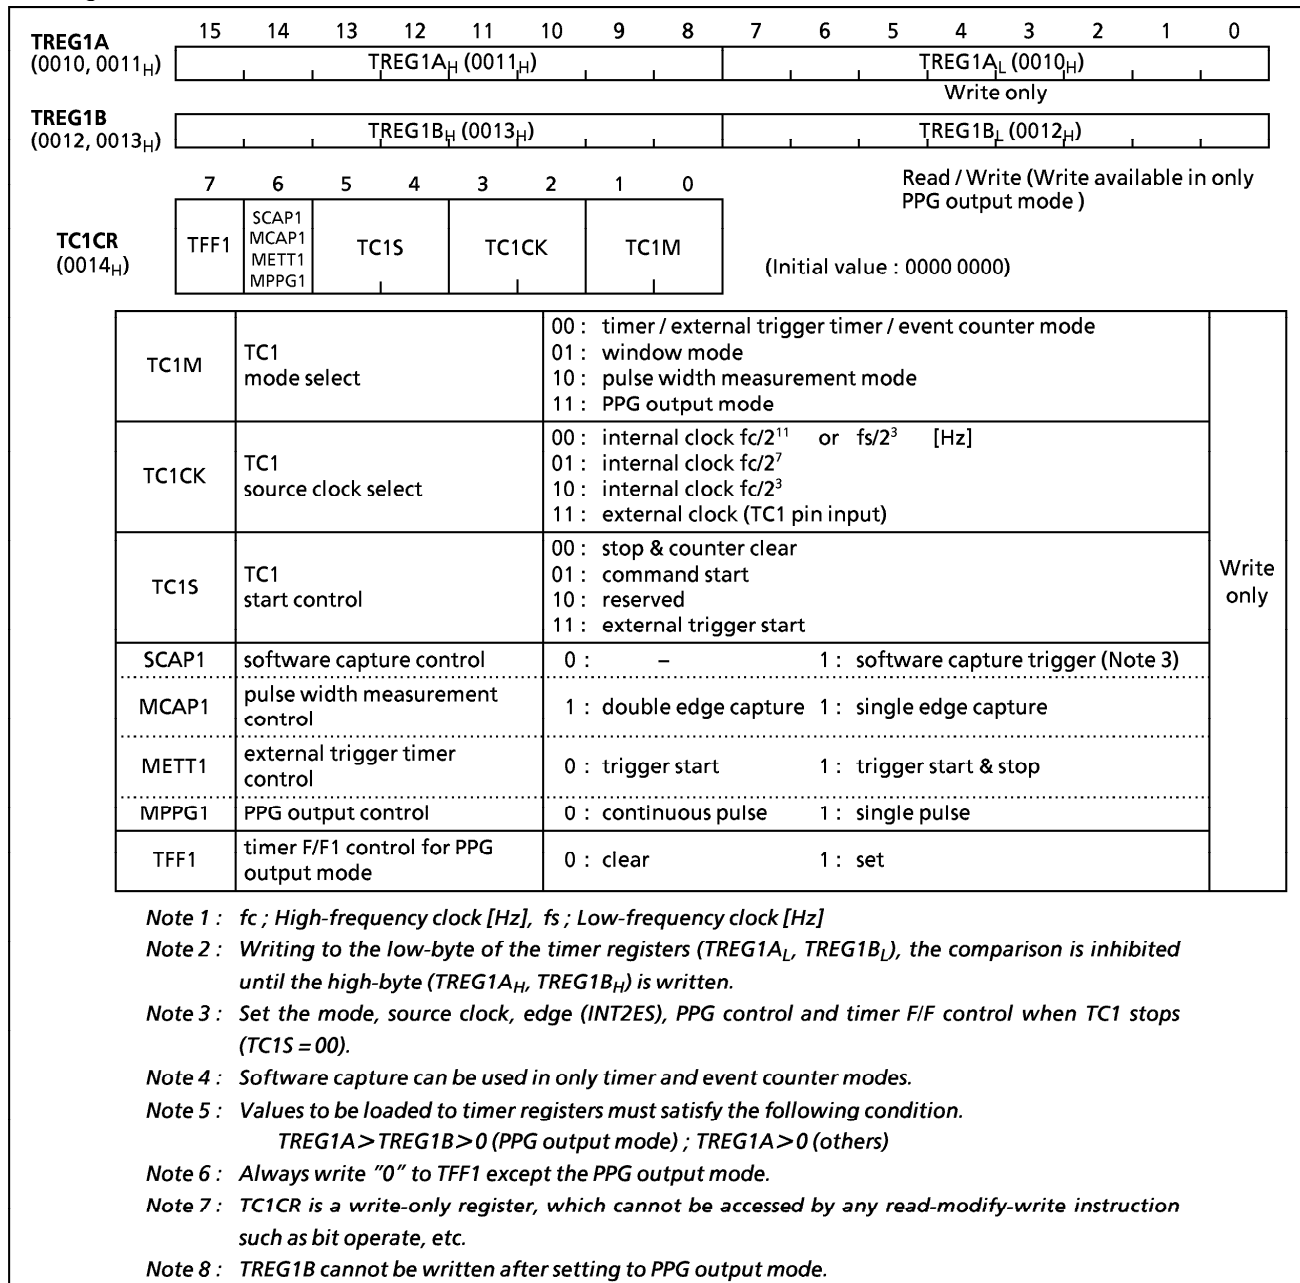 15 14 13 12 11 10 9 8 7 6 5 4 3 2 1 0
TREG1A
(0010, 0011H) TREG1AH (0011H) TREG1AL (0010H)
Write only
TREG1B
(0012, 0013H) TREG1BH (0013H) TREG1BL (0012H)
7 6 5 4 3 2 1 0 Read / Write (Write available in only
PPG output mode )
TC1CR
(0014H)
TFF1
SCAP1
MCAP1
METT1
MPPG1
TC1S TC1CK TC1M
(Initial value : 0000 0000)
TC1M
TC1
mode select
00 : timer / external trigger timer / event counter mode
01 : window mode
10 : pulse width measurement mode
11 : PPG output mode
TC1CK
TC1
source clock select
00 : internal clock fc/2¹¹ or fs/2³ [Hz]
01 : internal clock fc/2⁷
10 : internal clock fc/2³
11 : external clock (TC1 pin input)
TC1S
TC1
start control
00 : stop & counter clear
01 : command start
10 : reserved
11 : external trigger start
Write
only
SCAP1 software capture control 0 : – 1 : software capture trigger (Note 3)
MCAP1
pulse width measurement
control
1 : double edge capture 1 : single edge capture
METT1
external trigger timer
control
0 : trigger start 1 : trigger start & stop
MPPG1 PPG output control 0 : continuous pulse 1 : single pulse
TFF1
timer F/F1 control for PPG
output mode
0 : clear 1 : set
Note 1 : fc ; High-frequency clock [Hz], fs ; Low-frequency clock [Hz]
Note 2 : Writing to the low-byte of the timer registers (TREG1AL, TREG1BL), the comparison is inhibited
until the high-byte (TREG1AH, TREG1BH) is written.
Note 3 : Set the mode, source clock, edge (INT2ES), PPG control and timer F/F control when TC1 stops
(TC1S = 00).
Note 4 : Software capture can be used in only timer and event counter modes.
Note 5 : Values to be loaded to timer registers must satisfy the following condition.
TREG1A > TREG1B > 0 (PPG output mode) ; TREG1A > 0 (others)
Note 6 : Always write "0" to TFF1 except the PPG output mode.
Note 7 : TC1CR is a write-only register, which cannot be accessed by any read-modify-write instruction
such as bit operate, etc.
Note 8 : TREG1B cannot be written after setting to PPG output mode.